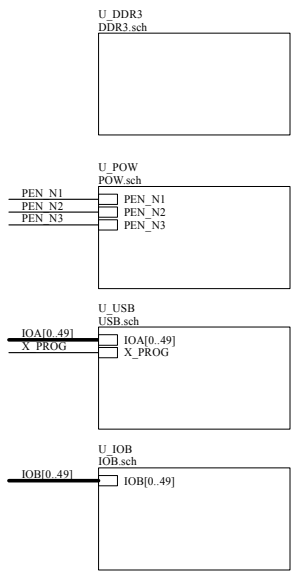 U_DDR3
DDR3.sch
U_POW
POW.sch
PEN_N1 PEN_N1
PEN_N2 PEN_N2
PEN_N3 PEN_N3
U_USB
USB.sch
IOA[0..49] IOA[0..49]
X_PROG X_PROG
U_IOB
IOB.sch
IOB[0..49] IOB[0..49]